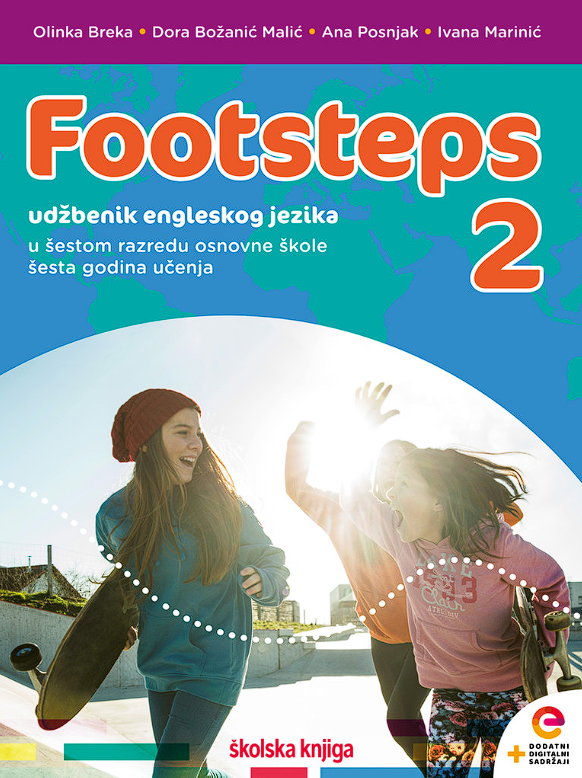 Olinka Breka • Dora Božanić Malić • Ana Posnjak • Ivana Marinić
Footsteps
2
udžbenik engleskog jezika
u šestom razredu osnovne škole
šesta godina učenja
školska knjiga
e
+ DODATNI
DIGITALNI
SADRŽAJI